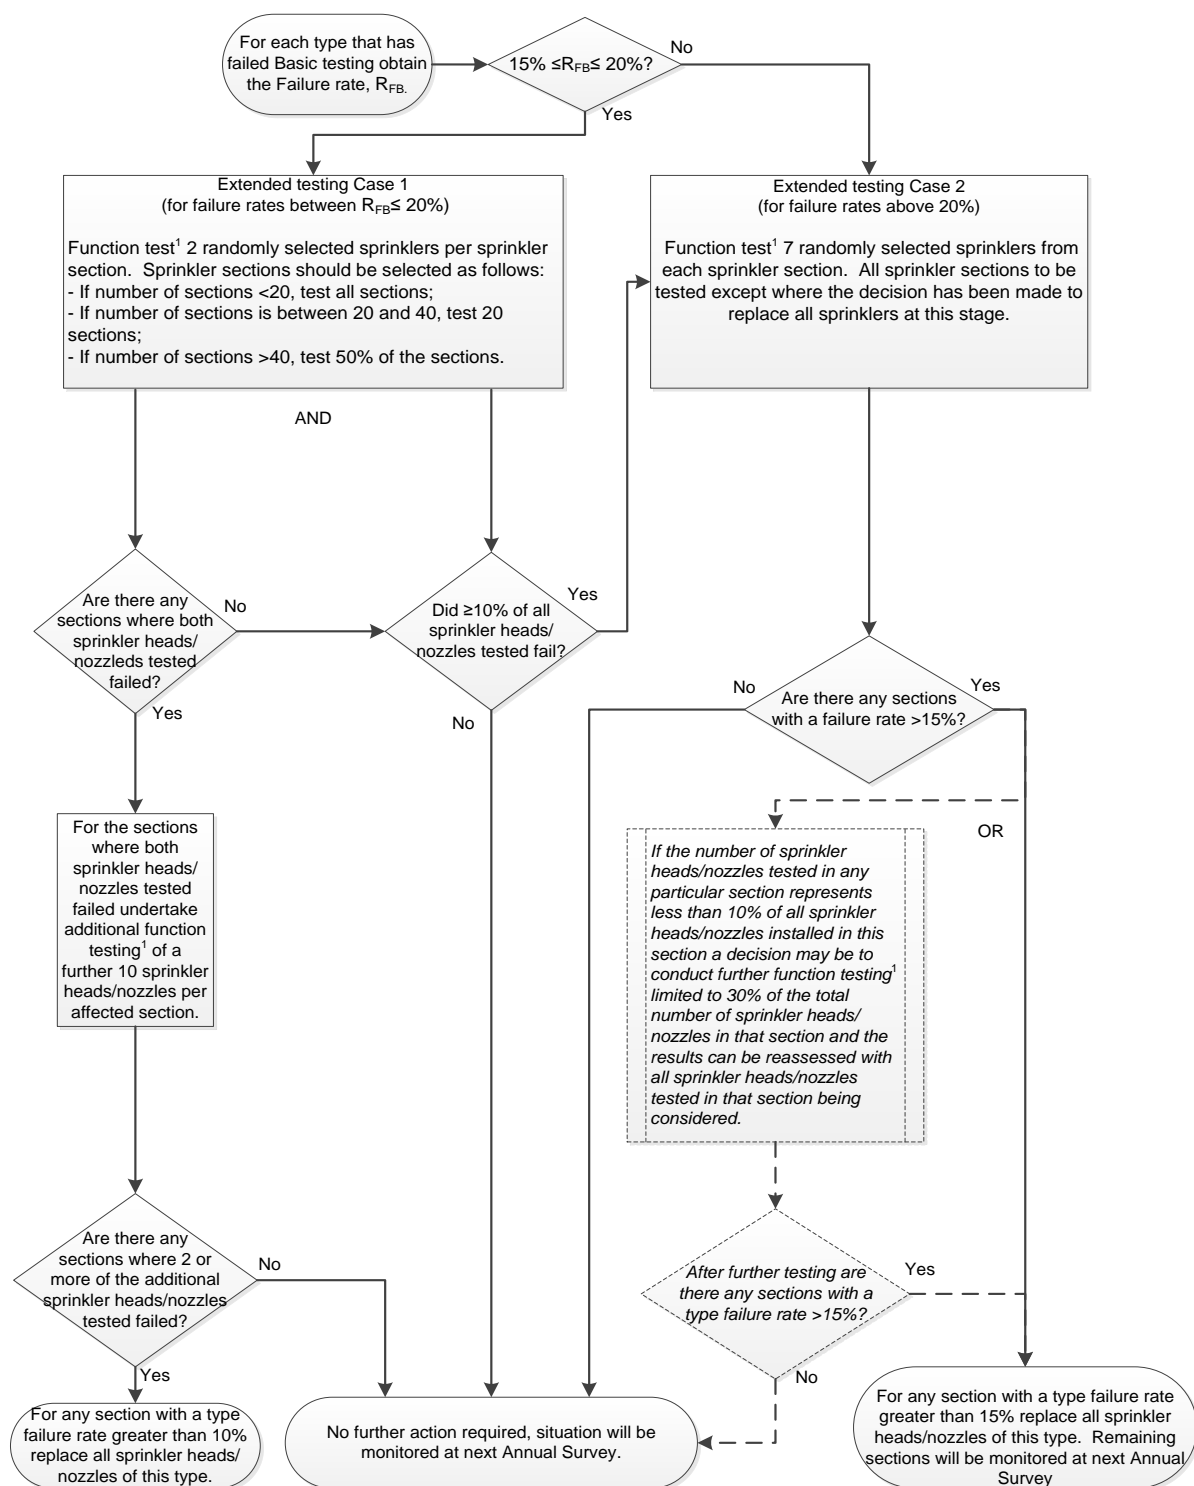 For each type that has
failed Basic testing obtain
the Failure rate, RFB.
15% ≤RFB≤ 20%?
No
Yes
Extended testing Case 1
(for failure rates between RFB≤ 20%)
Function test1 2 randomly selected sprinklers per sprinkler
section.  Sprinkler sections should be selected as follows:
- If number of sections <20, test all sections;
- If number of sections is between 20 and 40, test 20
sections;
- If number of sections >40, test 50% of the sections.
Extended testing Case 2
(for failure rates above 20%)
Function test1 7 randomly selected sprinklers from
each sprinkler section.  All sprinkler sections to be
tested except where the decision has been made to
replace all sprinklers at this stage.
AND
Are there any
sections where both
sprinkler heads/
nozzleds tested
failed?
No
Yes
Did ≥10% of all
sprinkler heads/
nozzles tested fail?
Yes
No
Are there any sections
with a failure rate >15%?
No
Yes
OR
For the sections
where both
sprinkler heads/
nozzles tested
failed undertake
additional function
testing1 of a
further 10 sprinkler
heads/nozzles per
affected section.
If the number of sprinkler
heads/nozzles tested in any
particular section represents
less than 10% of all sprinkler
heads/nozzles installed in this
section a decision may be to
conduct further function testing1
limited to 30% of the total
number of sprinkler heads/
nozzles in that section and the
results can be reassessed with
all sprinkler heads/nozzles
tested in that section being
considered.
Are there any
sections where 2 or
more of the additional
sprinkler heads/nozzles
tested failed?
No
Yes
After further testing are
there any sections with a
type failure rate >15%?
Yes
No
For any section with a type
failure rate greater than 10%
replace all sprinkler heads/
nozzles of this type.
No further action required, situation will be
monitored at next Annual Survey.
For any section with a type failure rate
greater than 15% replace all sprinkler
heads/nozzles of this type.  Remaining
sections will be monitored at next Annual
Survey